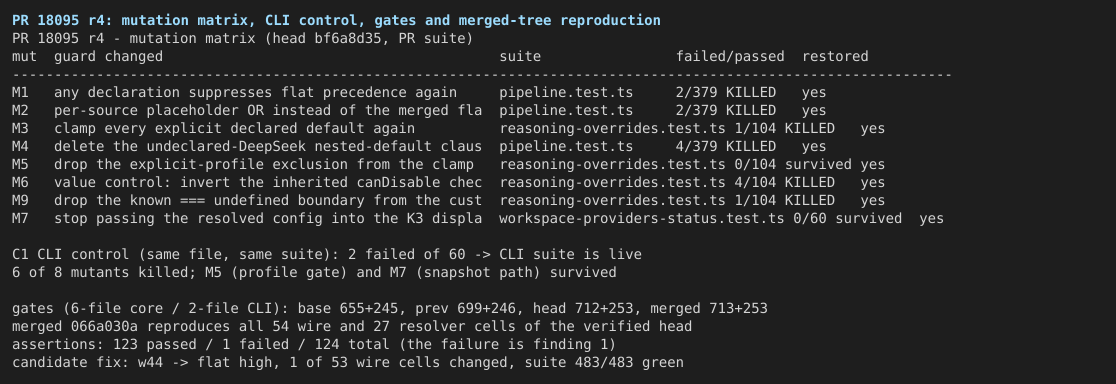 PR 18095 r4: mutation matrix, CLI control, gates and merged-tree reproduction
PR 18095 r4 - mutation matrix (head bf6a8d35, PR suite)
mut  guard changed                                         suite                failed/passed  restored
------------------------------------------------------------------------------------------------------------------
M1   any declaration suppresses flat precedence again     pipeline.test.ts     2/379 KILLED   yes
M2   per-source placeholder OR instead of the merged fla  pipeline.test.ts     2/379 KILLED   yes
M3   clamp every explicit declared default again          reasoning-overrides.test.ts 1/104 KILLED   yes
M4   delete the undeclared-DeepSeek nested-default claus  pipeline.test.ts     4/379 KILLED   yes
M5   drop the explicit-profile exclusion from the clamp   reasoning-overrides.test.ts 0/104 survived yes
M6   value control: invert the inherited canDisable chec  reasoning-overrides.test.ts 4/104 KILLED   yes
M9   drop the known === undefined boundary from the cust  reasoning-overrides.test.ts 1/104 KILLED   yes
M7   stop passing the resolved config into the K3 displa  workspace-providers-status.test.ts 0/60 survived  yes
C1 CLI control (same file, same suite): 2 failed of 60 -> CLI suite is live
6 of 8 mutants killed; M5 (profile gate) and M7 (snapshot path) survived
gates (6-file core / 2-file CLI): base 655+245, prev 699+246, head 712+253, merged 713+253
merged 066a030a reproduces all 54 wire and 27 resolver cells of the verified head
assertions: 123 passed / 1 failed / 124 total (the failure is finding 1)
candidate fix: w44 -> flat high, 1 of 53 wire cells changed, suite 483/483 green